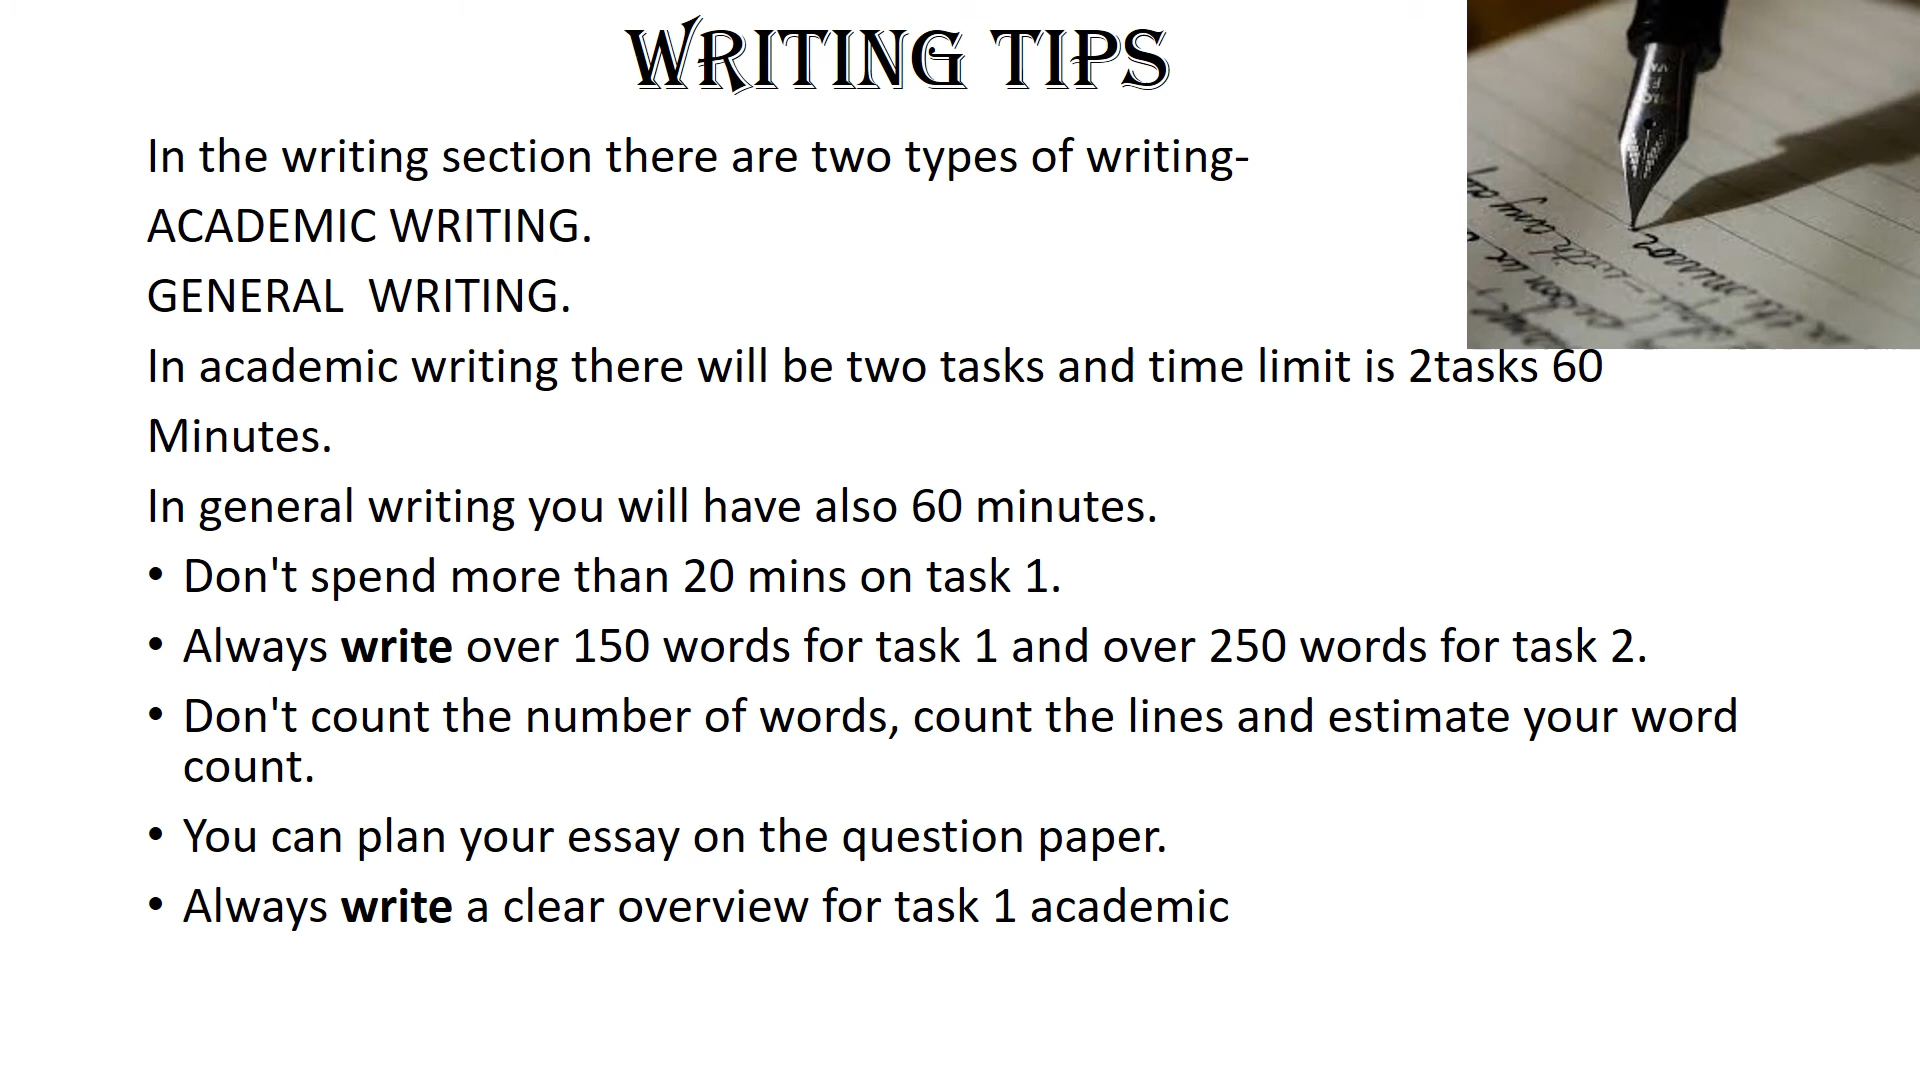 WRITING TIPS
In the writing section there are two types of writing-
ACADEMIC WRITING.
GENERAL  WRITING.
In academic writing there will be two tasks and time limit is 2tasks 60
Minutes.
In general writing you will have also 60 minutes.
• Don't spend more than 20 mins on task 1.
• Always write over 150 words for task 1 and over 250 words for task 2.
• Don't count the number of words, count the lines and estimate your word
count.
• You can plan your essay on the question paper.
• Always write a clear overview for task 1 academic